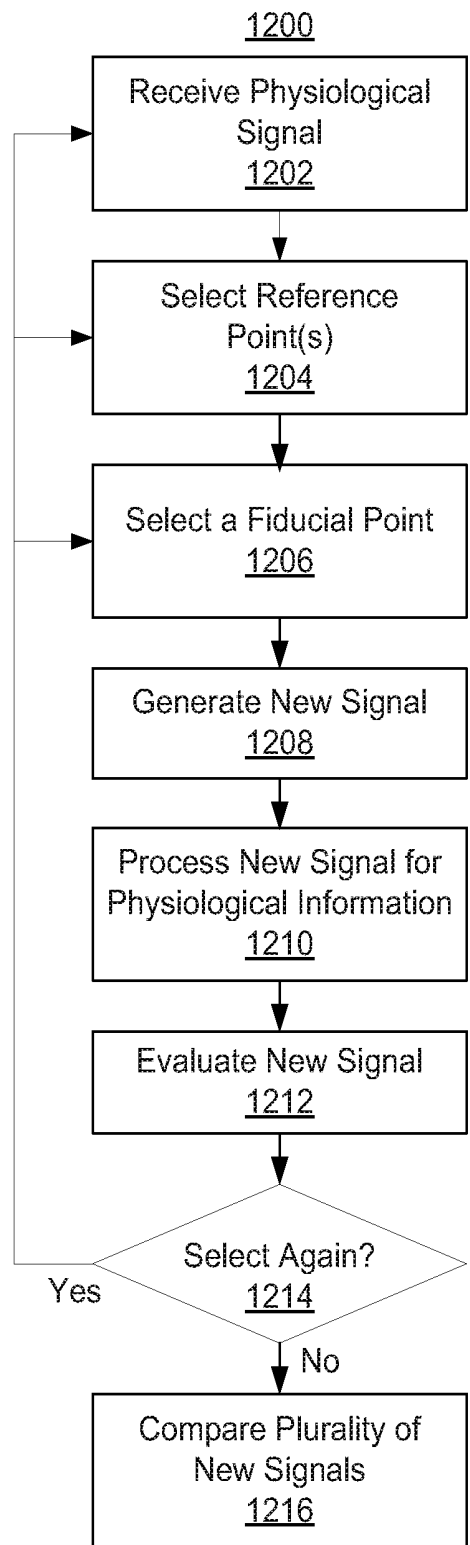 1200
Receive Physiological
Signal
1202
Select Reference
Point(s)
1204
Select a Fiducial Point
1206
Generate New Signal
1208
Process New Signal for
Physiological Information
1210
Evaluate New Signal
1212
Select Again?
1214
Yes
No
Compare Plurality of
New Signals
1216